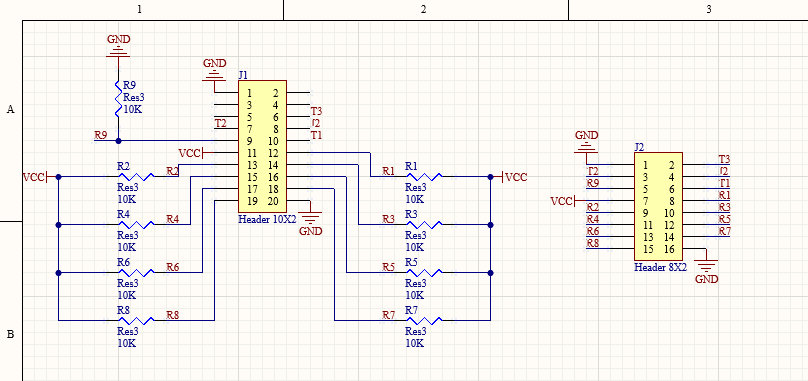 1 2 3
A
B
GND
R9
Res3
10K
R9
GND
J1
1 2
3 4
5 6
7 8
9 10
11 12
13 14
15 16
17 18
19 20
Header 10X2
T2
T3
J2
T1
VCC
GND
VCC
R2
Res3
10K
R2
R4
Res3
10K
R4
R6
Res3
10K
R6
R8
Res3
10K
R8
R1
R1
Res3
10K
VCC
R3
R3
Res3
10K
R5
R5
Res3
10K
R7
R7
Res3
10K
GND
J2
1 2
3 4
5 6
7 8
9 10
11 12
13 14
15 16
Header 8X2
T2
R9
VCC
R2
R4
R6
R8
T3
J2
T1
R1
R3
R5
R7
GND